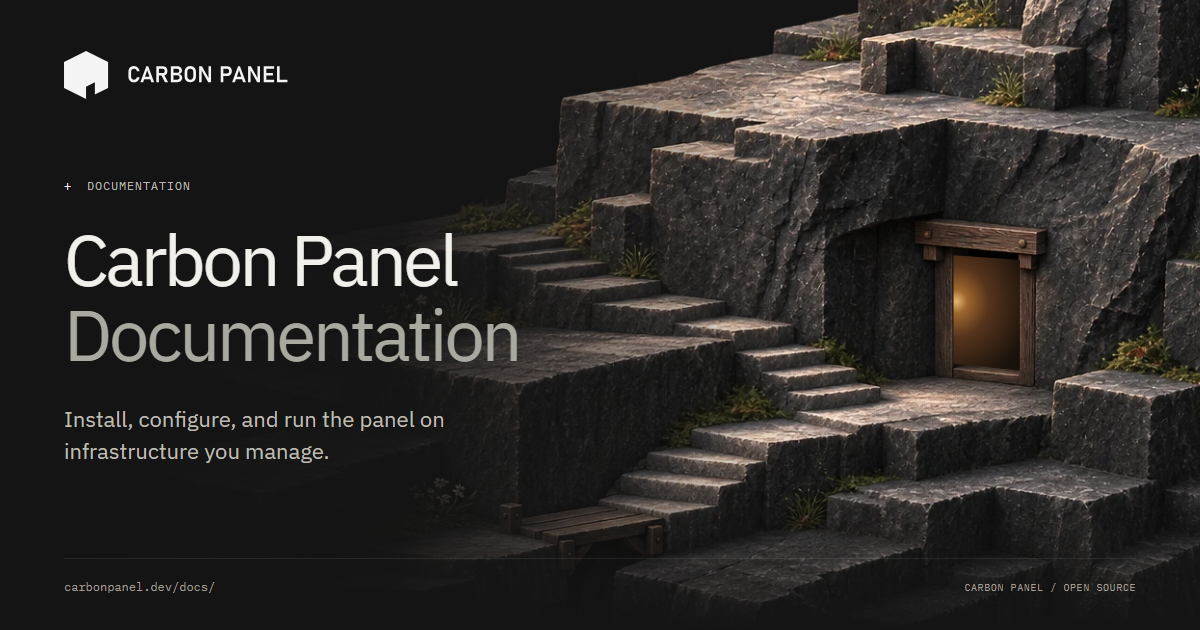 CARBON PANEL
+ DOCUMENTATION
Carbon Panel
Documentation
Install, configure, and run the panel on
infrastructure you manage.
carbonpanel.dev/docs/
CARBON PANEL / OPEN SOURCE